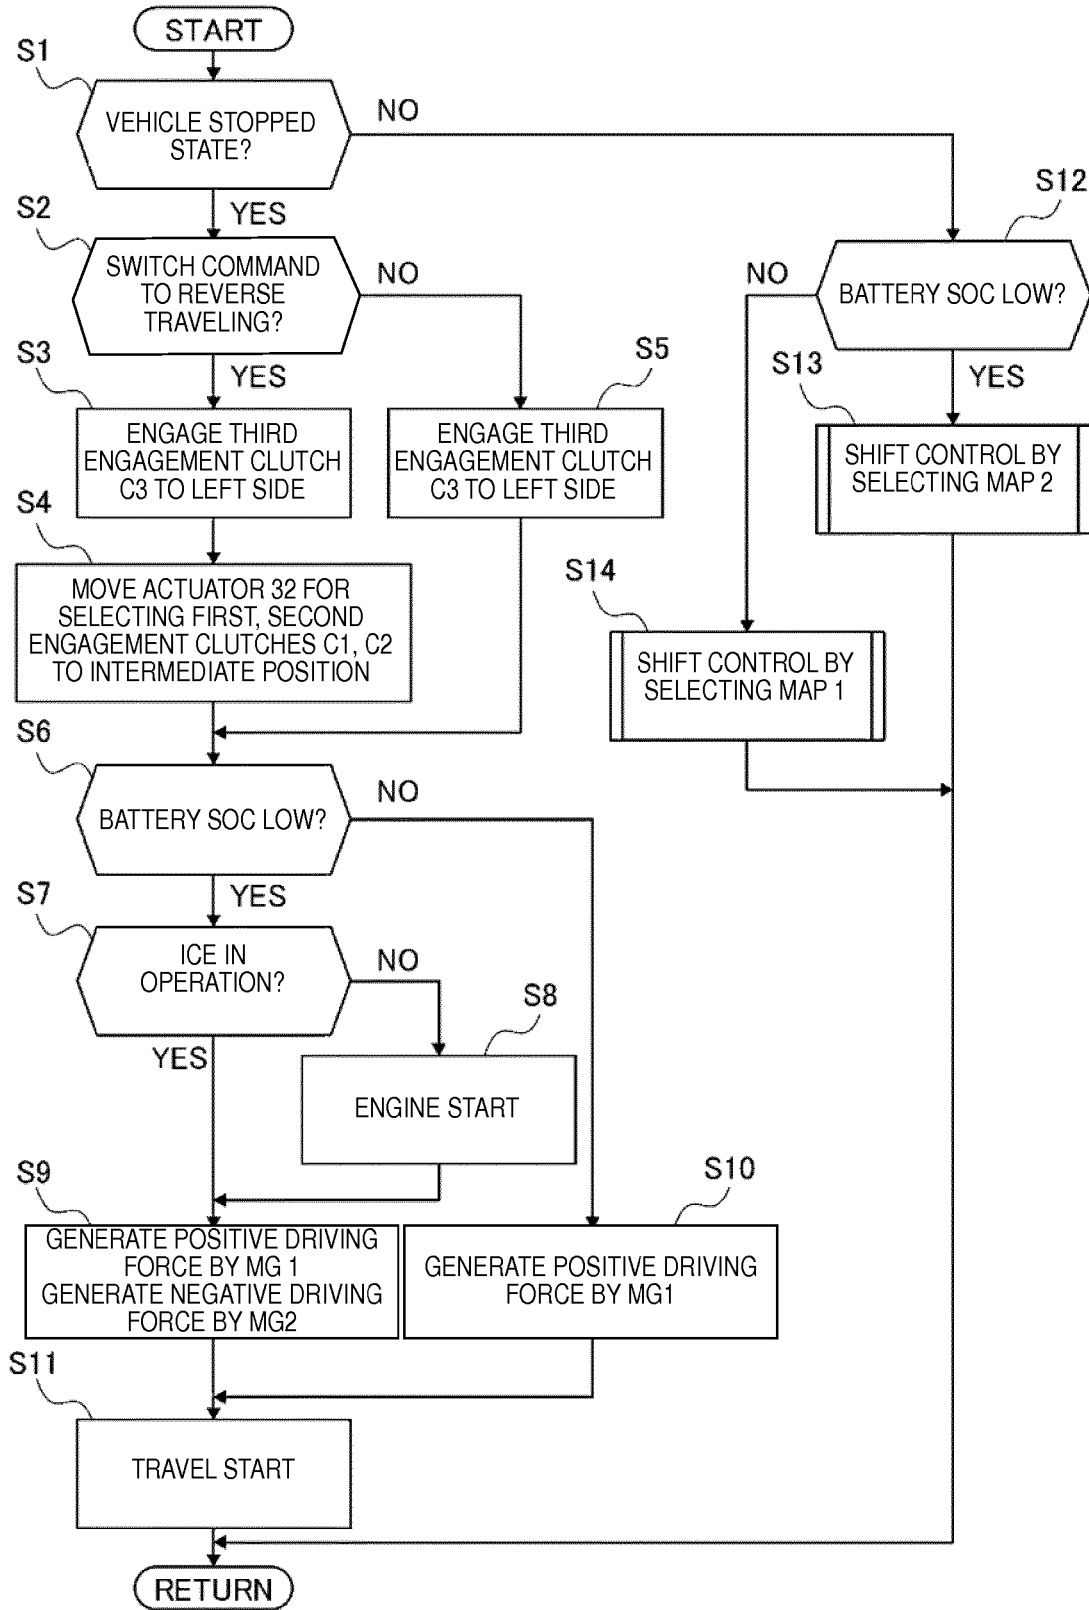 START
S1
VEHICLE STOPPED
STATE?
NO
YES
S2
SWITCH COMMAND
TO REVERSE
TRAVELING?
NO
YES
S12
BATTERY SOC LOW?
NO
YES
S3
ENGAGE THIRD
ENGAGEMENT CLUTCH
C3 TO LEFT SIDE
S5
ENGAGE THIRD
ENGAGEMENT CLUTCH
C3 TO LEFT SIDE
S13
SHIFT CONTROL BY
SELECTING MAP 2
S4
MOVE ACTUATOR 32 FOR
SELECTING FIRST, SECOND
ENGAGEMENT CLUTCHES C1, C2
TO INTERMEDIATE POSITION
S14
SHIFT CONTROL BY
SELECTING MAP 1
S6
BATTERY SOC LOW?
NO
YES
S7
ICE IN
OPERATION?
NO
YES
S8
ENGINE START
S9
GENERATE POSITIVE DRIVING
FORCE BY MG 1
GENERATE NEGATIVE DRIVING
FORCE BY MG2
S10
GENERATE POSITIVE DRIVING
FORCE BY MG1
S11
TRAVEL START
RETURN